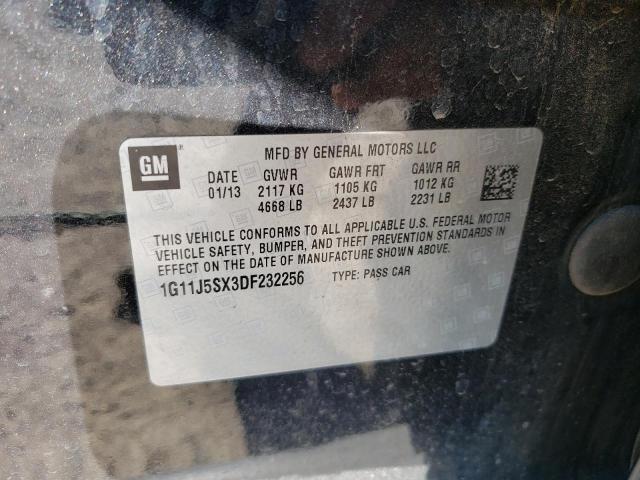 GM
MFD BY GENERAL MOTORS LLC
DATE GVWR GAWR FRT GAWR RR
01/13 2117 KG 1105 KG 1012 KG
4668 LB 2437 LB 2231 LB
THIS VEHICLE CONFORMS TO ALL APPLICABLE U.S. FEDERAL MOTOR
VEHICLE SAFETY, BUMPER, AND THEFT PREVENTION STANDARDS IN
EFFECT ON THE DATE OF MANUFACTURE SHOWN ABOVE.
1G11J5SX3DF232256 TYPE: PASS CAR